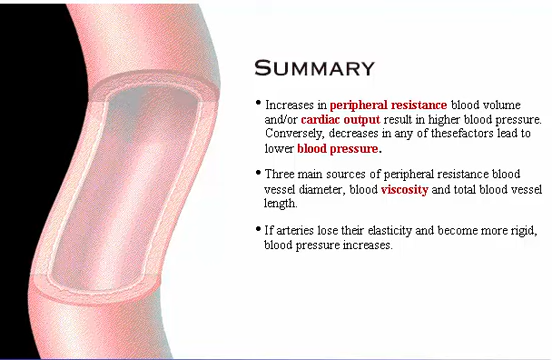 SUMMARY
• Increases in peripheral resistance blood volume
and/or cardiac output result in higher blood pressure.
Conversely, decreases in any of thesefactors lead to
lower blood pressure.
• Three main sources of peripheral resistance blood
vessel diameter, blood viscosity and total blood vessel
length.
• If arteries lose their elasticity and become more rigid,
blood pressure increases.